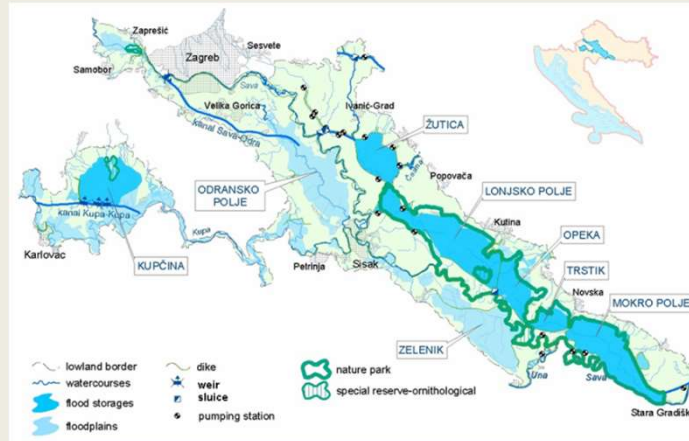 Zaprešić
Sesvete
Zagreb
Samobor
Sava
Velika Gorica
Ivanić-Grad
kanal Sava-Odra
ŽUTICA
Popovača
ODRANSKO
POLJE
LONJSKO POLJE
Kutina
OPEKA
kanal Kupa-Kupa
Karlovac
KUPČINA
Kupa
Petrinja
Sisak
TRSTIK
Novska
MOKRO POLJE
ZELENIK
Una
Sava
Stara Gradišk
lowland border
watercourses
flood storages
floodplains
dike
weir
sluice
pumping station
nature park
special reserve-ornithological